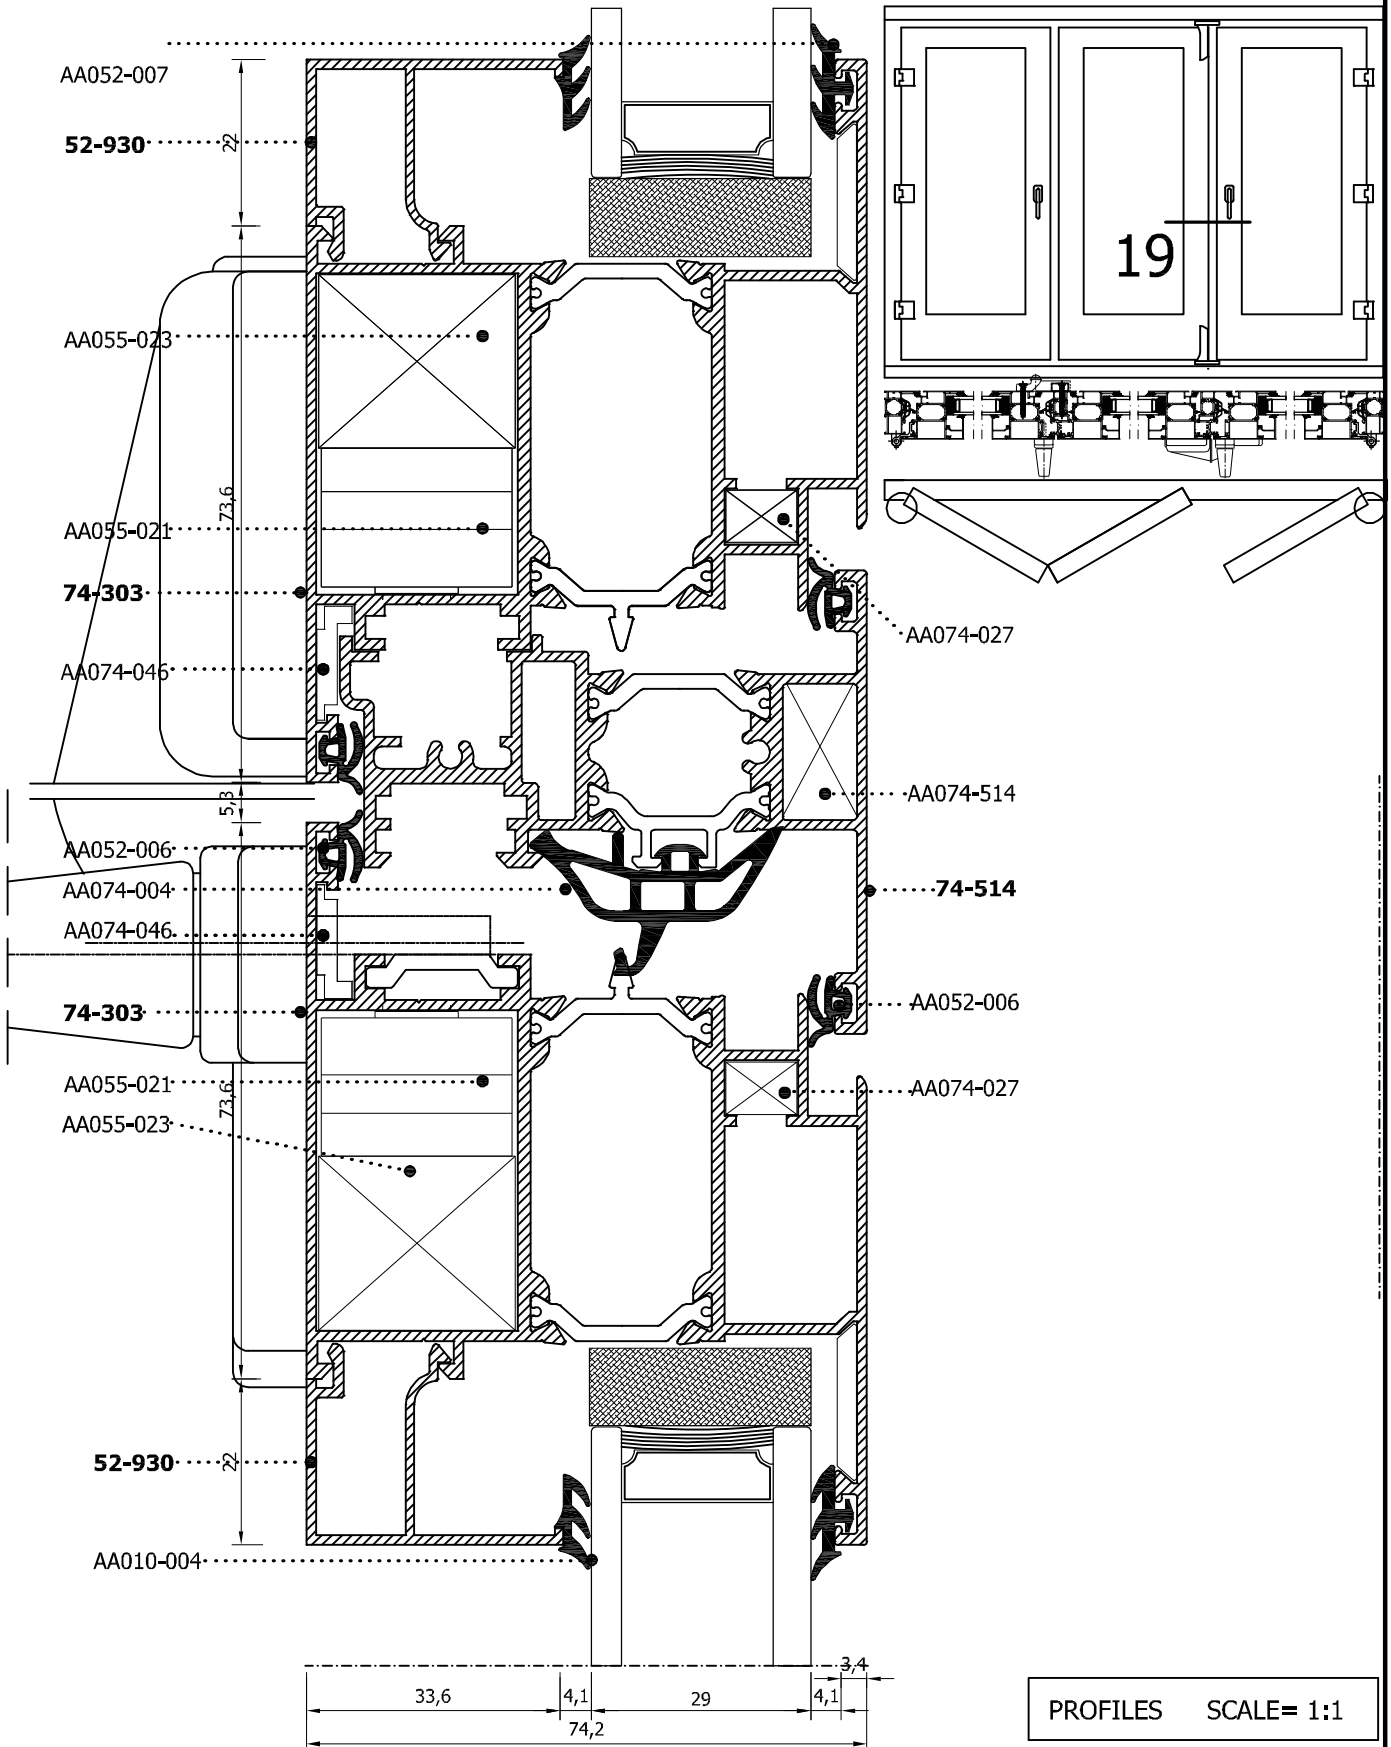 AA052-007
52-930
22
19
AA055-023
73,6
AA055-021
74-303
AA074-027
AA074-046
5,3
AA074-514
AA052-006
AA074-004
74-514
AA074-046
74-303
AA052-006
AA055-021
73,6
AA074-027
AA055-023
52-930
22
AA010-004
3,4
33,6
4,1
29
4,1
74,2
PROFILES SCALE= 1:1